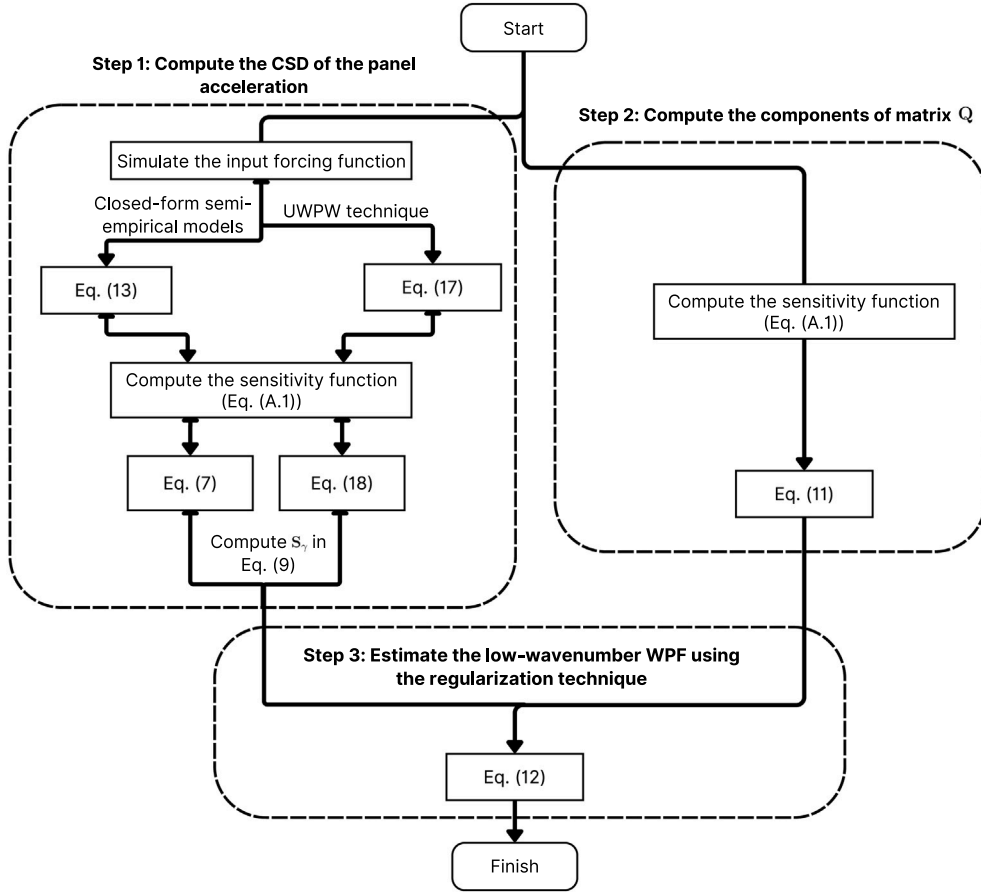 Start
Step 1: Compute the CSD of the panel
acceleration
Step 2: Compute the components of matrix Q
Simulate the input forcing function
Closed-form semi-
empirical models
UWPW technique
Eq. (13)
Eq. (17)
Compute the sensitivity function
(Eq. (A.1))
Compute the sensitivity function
(Eq. (A.1))
Eq. (7)
Eq. (18)
Eq. (11)
Compute Sᵧ in
Eq. (9)
Step 3: Estimate the low-wavenumber WPF using
the regularization technique
Eq. (12)
Finish